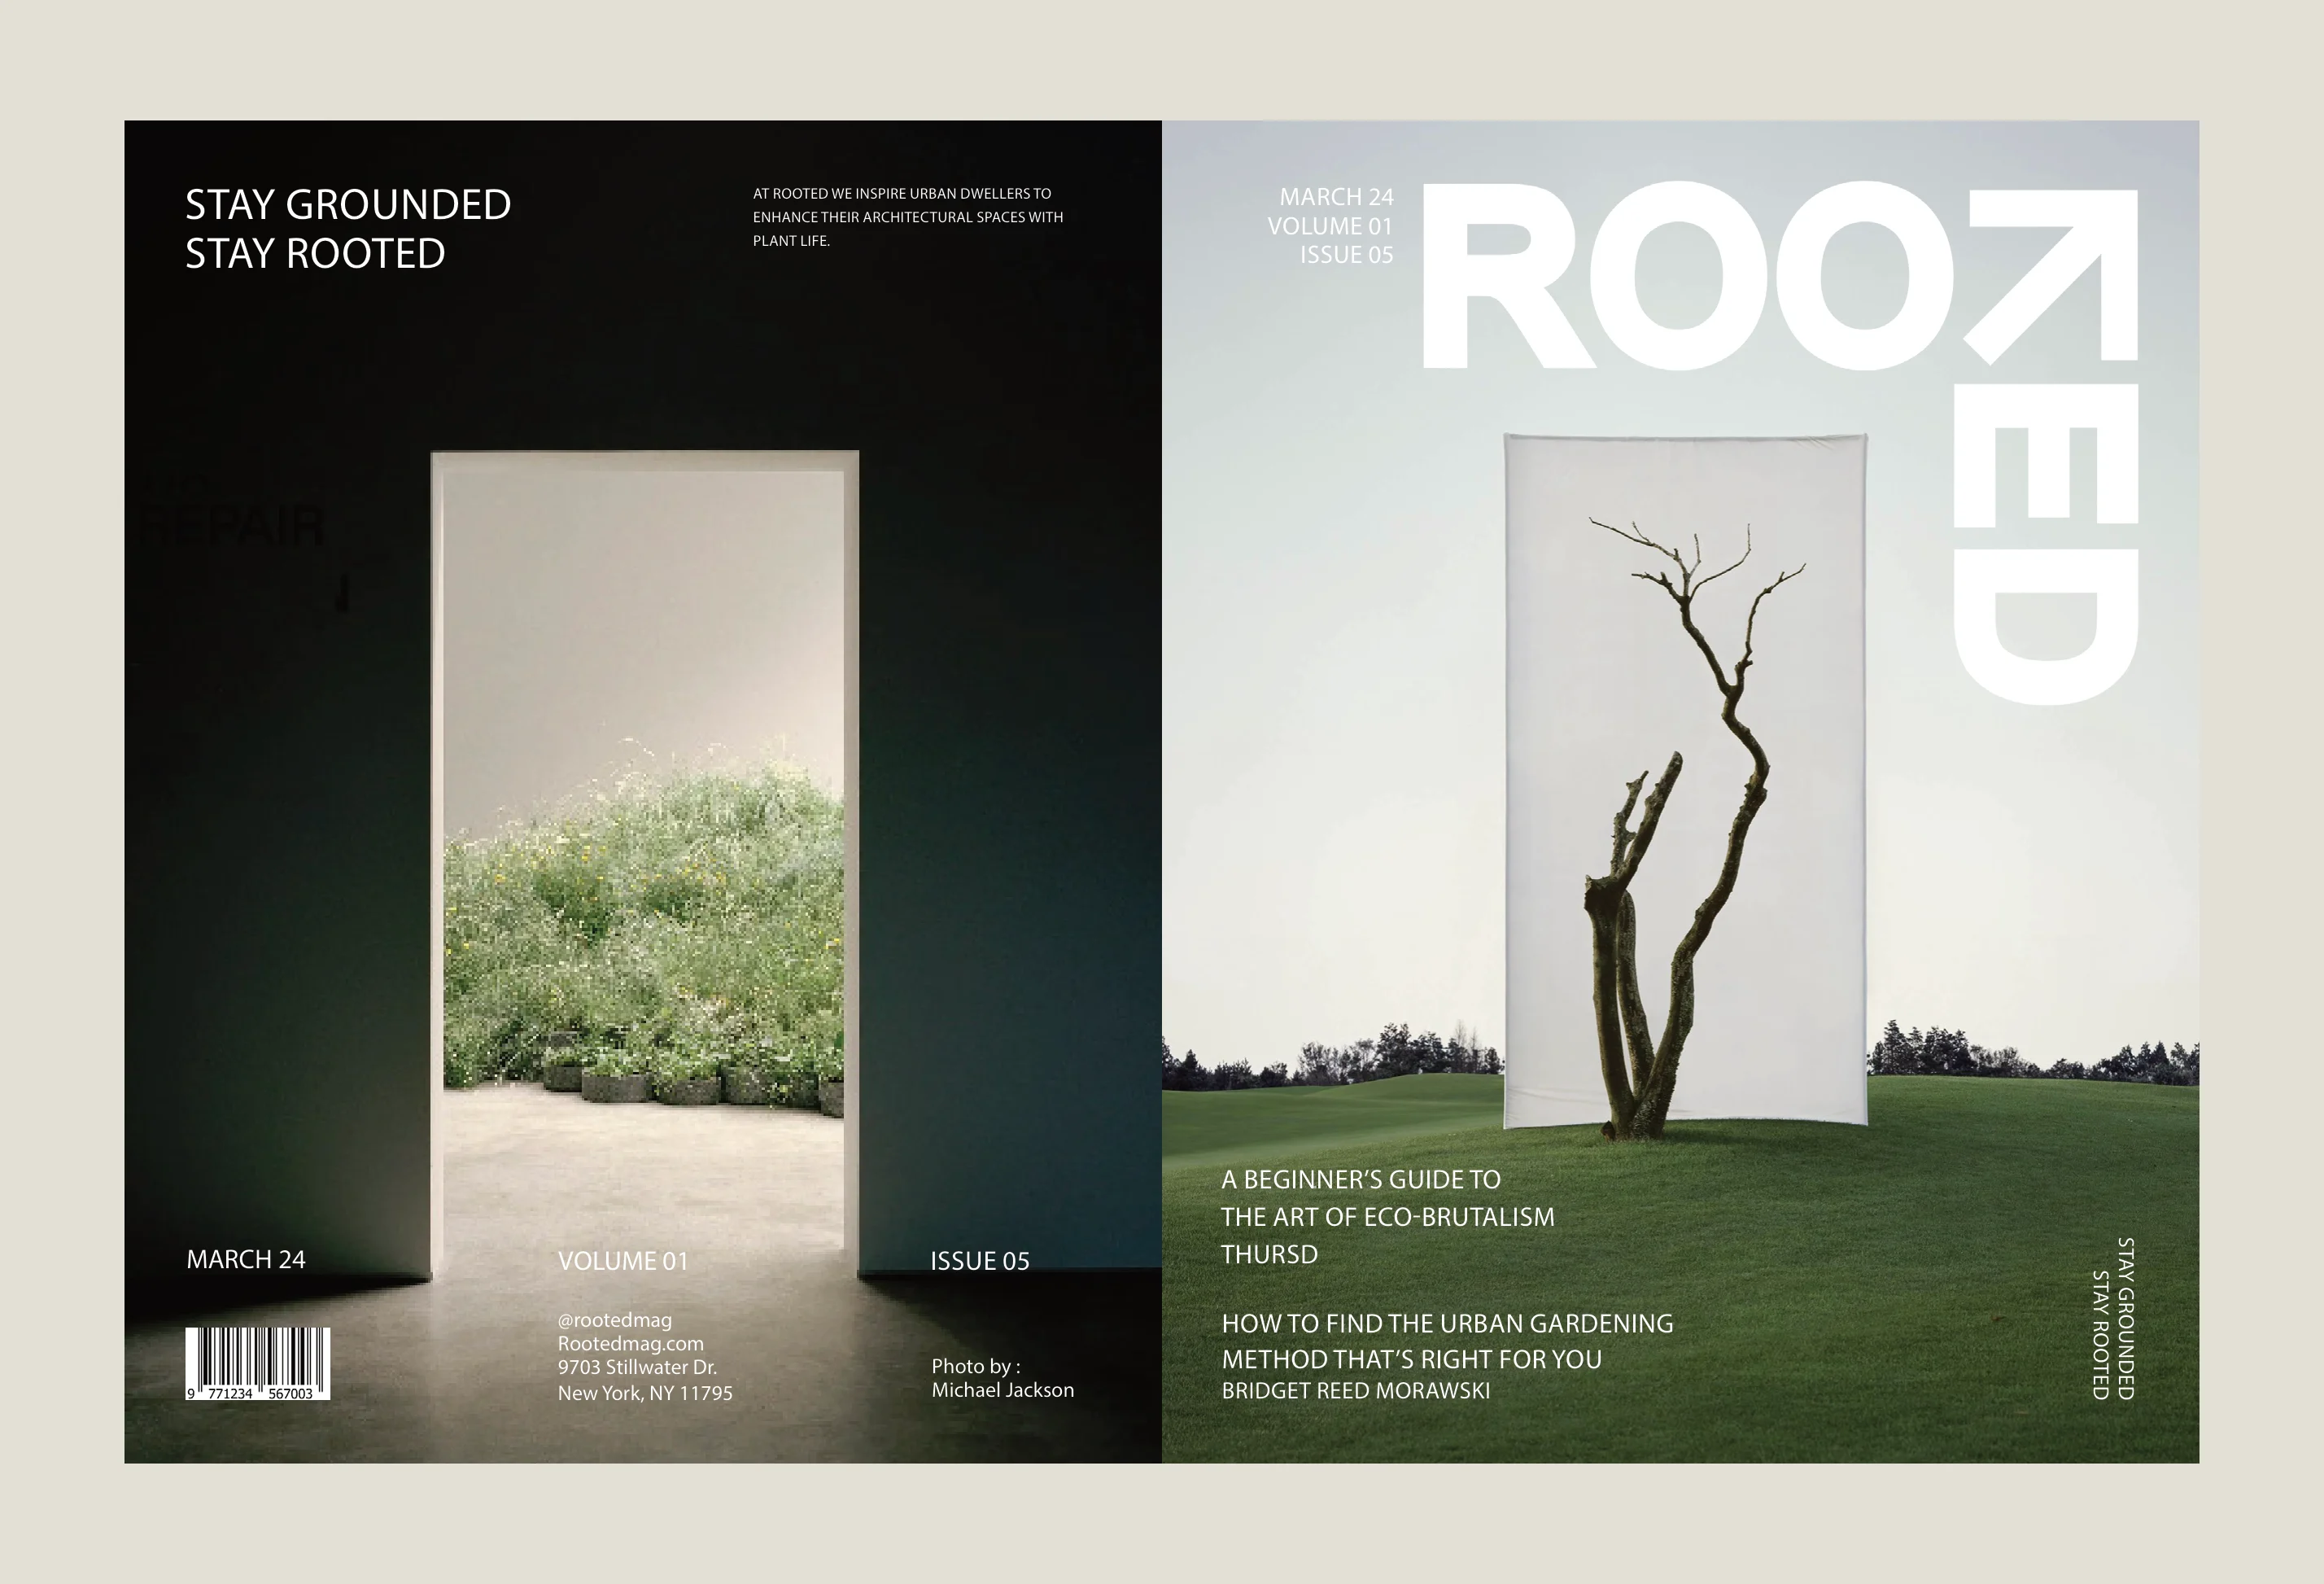 STAY GROUNDED
STAY ROOTED
AT ROOTED WE INSPIRE URBAN DWELLERS TO
ENHANCE THEIR ARCHITECTURAL SPACES WITH
PLANT LIFE.
REPAIR
MARCH 24
VOLUME 01
ISSUE 05
@rootedmag
Rootedmag.com
9703 Stillwater Dr.
New York, NY 11795
Photo by :
Michael Jackson
9 771234 567003
MARCH 24
VOLUME 01
ISSUE 05
ROOTED
A BEGINNER’S GUIDE TO
THE ART OF ECO-BRUTALISM
THURSD
HOW TO FIND THE URBAN GARDENING
METHOD THAT’S RIGHT FOR YOU
BRIDGET REED MORAWSKI
STAY GROUNDED
STAY ROOTED